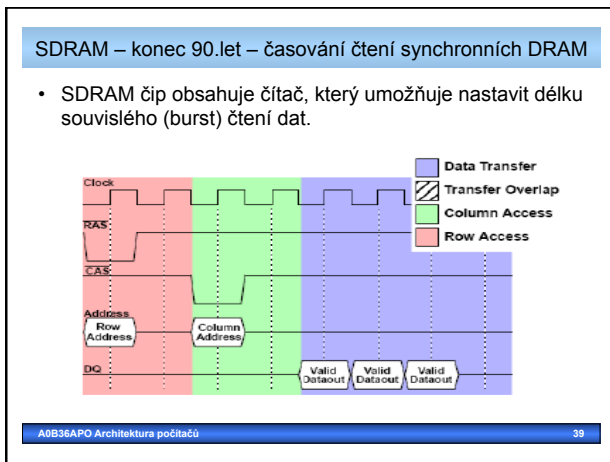 SDRAM – konec 90.let – časování čtení synchronních DRAM
• SDRAM čip obsahuje čítač, který umožňuje nastavit délku
souvislého (burst) čtení dat.
Data Transfer
Transfer Overlap
Column Access
Row Access
Clock
RAS
CAS
Address
Row
Address
Column
Address
DQ
Valid
Dataout
Valid
Dataout
Valid
Dataout
A0B36APO Architektura počítačů 39